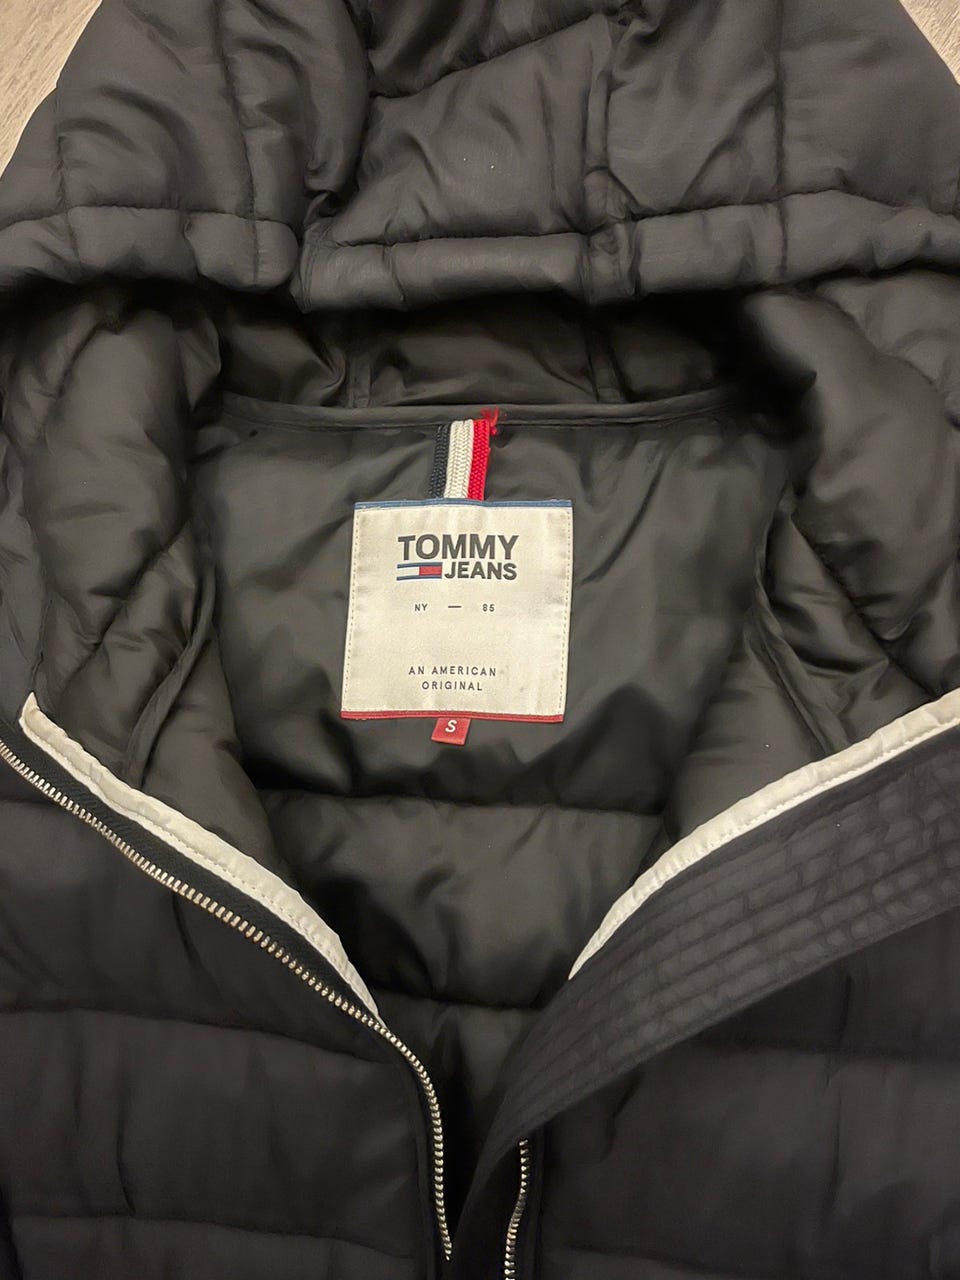 TOMMY
JEANS
NY — 85
AN AMERICAN
ORIGINAL
S